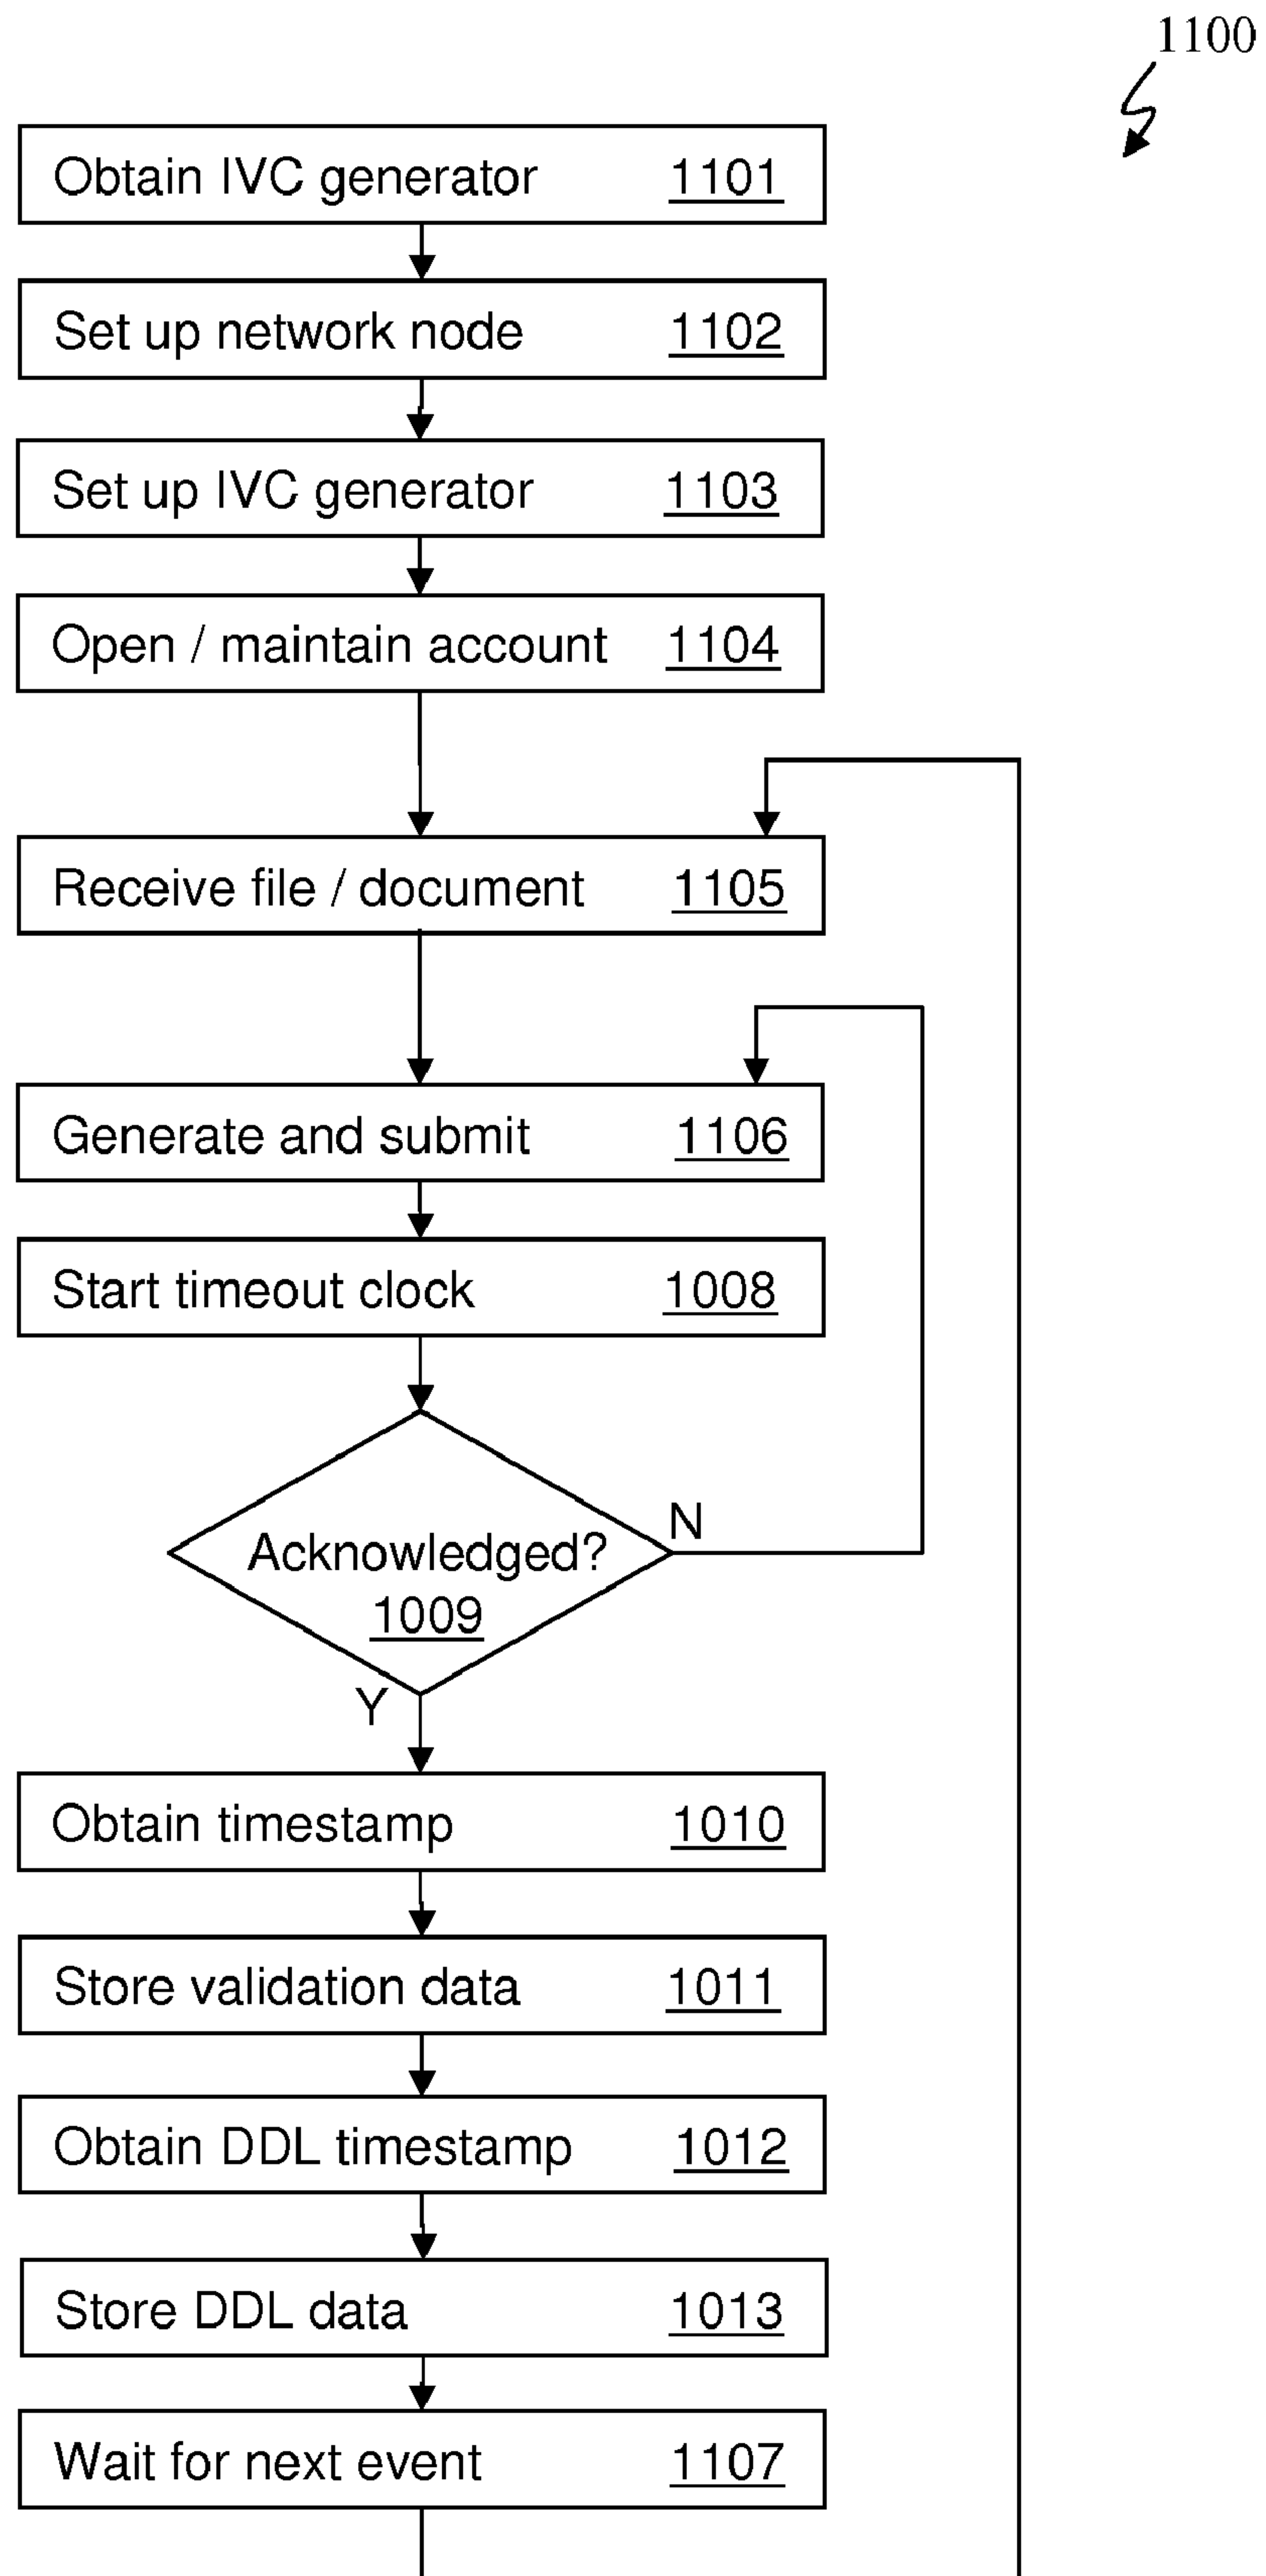 1100
Obtain IVC generator 1101
Set up network node 1102
Set up IVC generator 1103
Open / maintain account 1104
Receive file / document 1105
Generate and submit 1106
Start timeout clock 1008
N
Acknowledged?
1009
Y
Obtain timestamp 1010
Store validation data 1011
Obtain DDL timestamp 1012
Store DDL data 1013
Wait for next event 1107